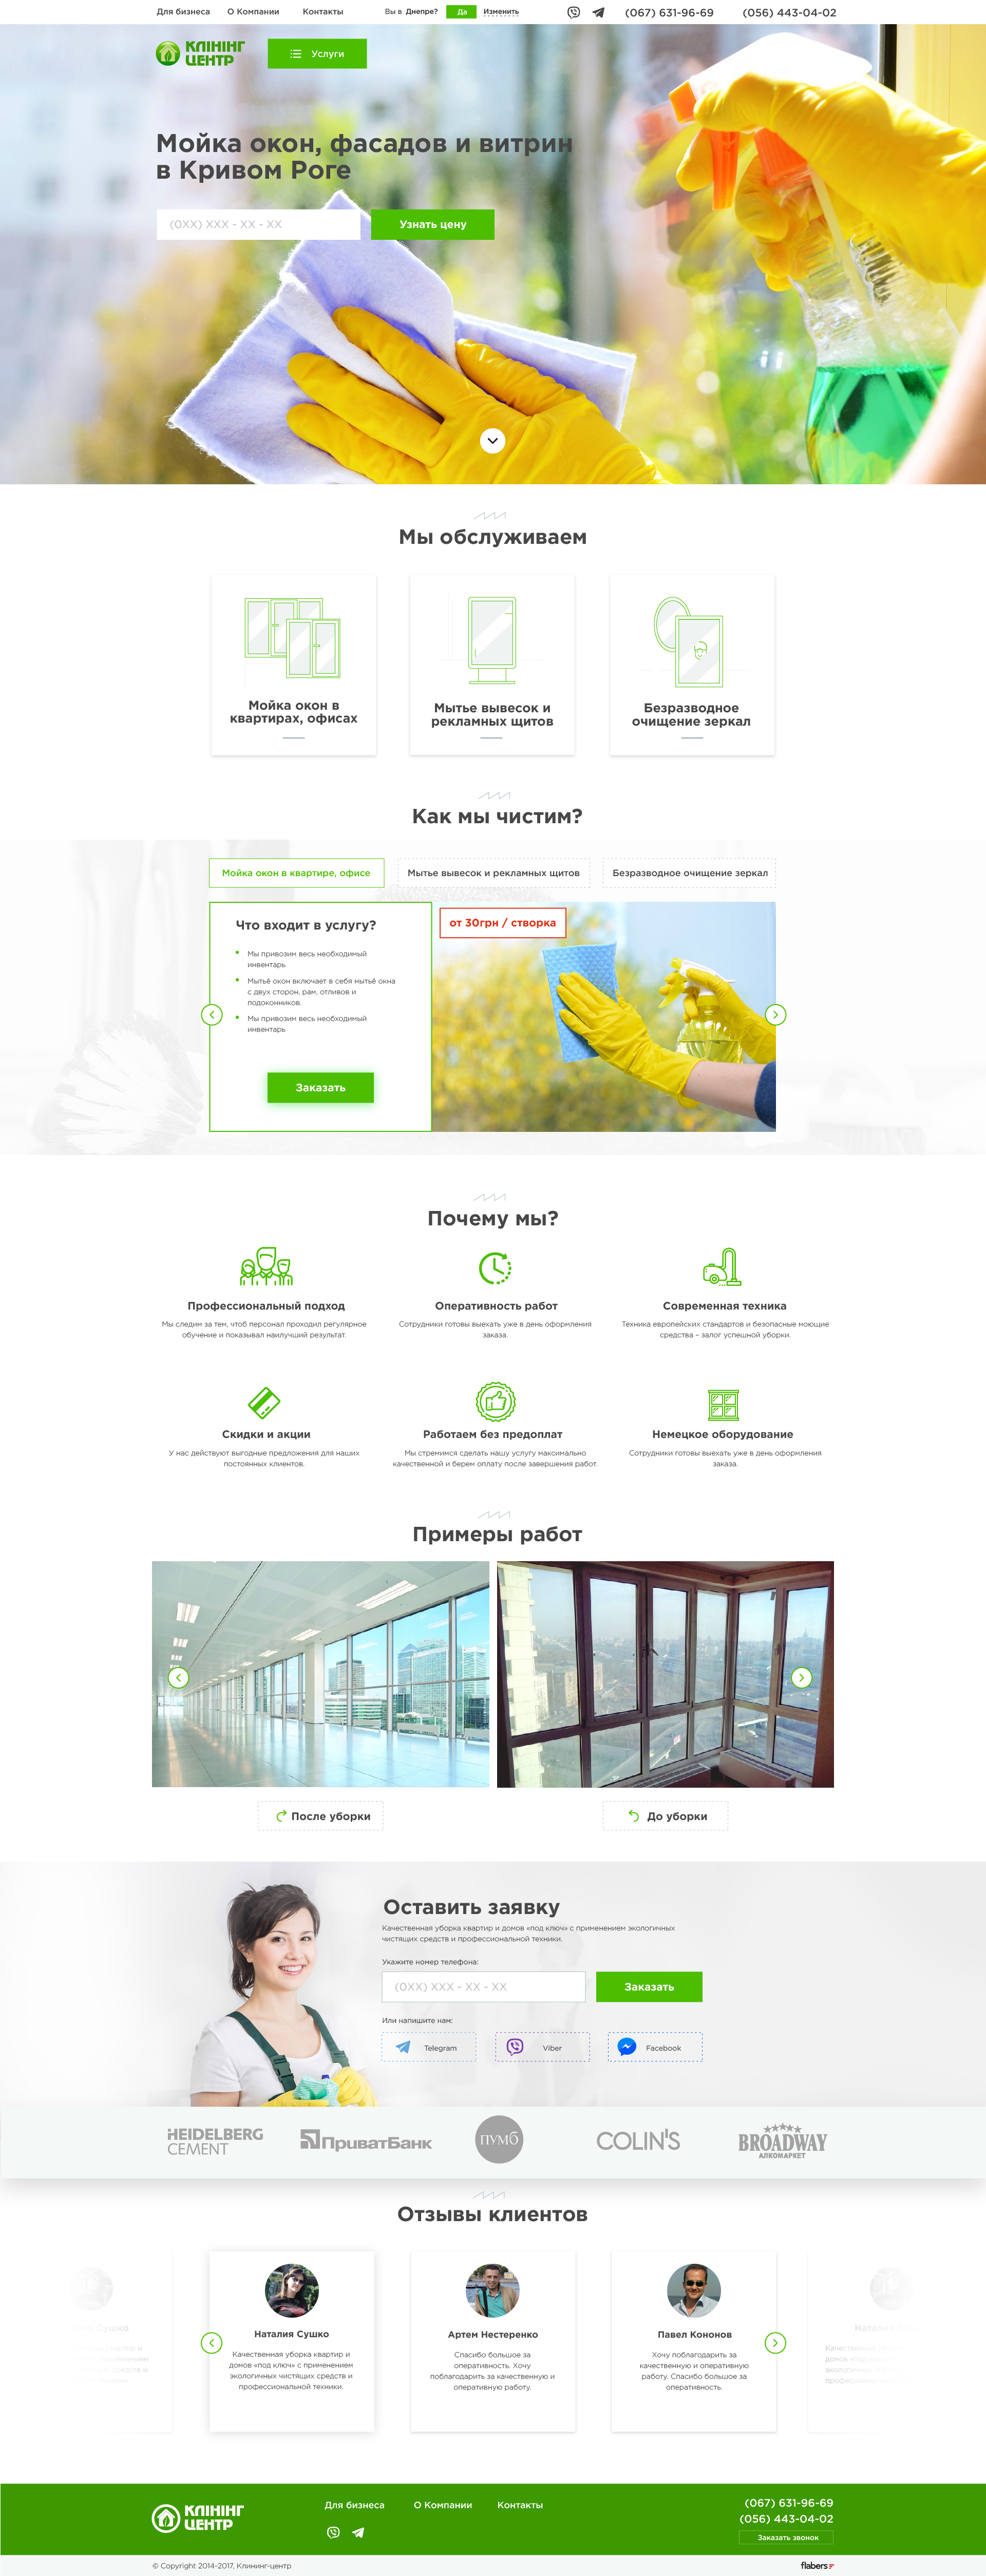 Для бизнеса О Компании Контакты Вы в Днепре? Да Изменить (067) 631-96-69 (056) 443-04-02
КЛІНІНГ
ЦЕНТР
Услуги
Мойка окон, фасадов и витрин
в Кривом Роге
(0XX) XXX - XX - XX
Узнать цену
Мы обслуживаем
Мойка окон в
квартирах, офисах
Мытье вывесок и
рекламных щитов
Безразводное
очищение зеркал
Как мы чистим?
Мойка окон в квартире, офисе
Мытье вывесок и рекламных щитов
Безразводное очищение зеркал
Что входит в услугу?
Мы привозим весь необходимый
инвентарь
Мытьё окон включает в себя мытьё окна
с двух сторон, рам, отливов и
подоконников.
Мы привозим весь необходимый
инвентарь
Заказать
от 30грн / створка
Почему мы?
Профессиональный подход
Мы следим за тем, чтоб персонал проходил регулярное
обучение и показывал наилучший результат.
Оперативность работ
Сотрудники готовы выехать уже в день оформления
заказа.
Современная техника
Техника европейских стандартов и безопасные моющие
средства – залог успешной уборки.
Скидки и акции
У нас действуют выгодные предложения для наших
постоянных клиентов.
Работаем без предоплат
Мы стремимся сделать нашу услугу максимально
качественной и берем оплату после завершения работ.
Немецкое оборудование
Сотрудники готовы выехать уже в день оформления
заказа.
Примеры работ
После уборки
До уборки
Оставить заявку
Качественная уборка квартир и домов «под ключ» с применением экологичных
чистящих средств и профессиональной техники.
Укажите номер телефона:
(0XX) XXX - XX - XX
Заказать
Или напишите нам:
Telegram
Viber
Facebook
HEIDELBERG
CEMENT
ПриватБанк
ПУМБ
COLIN'S
BROADWAY
АЛКОМАРКЕТ
Отзывы клиентов
Наталия Сушко
Качественная уборка квартир и
домов «под ключ» с применением
экологичных чистящих средств и
профессиональной техники.
Артем Нестеренко
Спасибо большое за
оперативность. Хочу
поблагодарить за качественную и
оперативную работу.
Павел Кононов
Хочу поблагодарить за
качественную и оперативную
работу. Спасибо большое за
оперативность.
КЛІНІНГ
ЦЕНТР
Для бизнеса О Компании Контакты
(067) 631-96-69
(056) 443-04-02
Заказать звонок
© Copyright 2014-2017, Клининг-центр
flabers